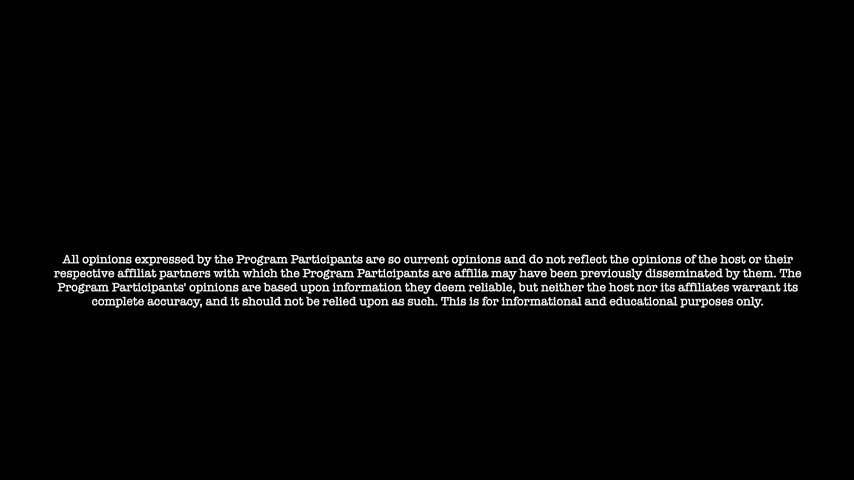 All opinions expressed by the Program Participants are so current opinions and do not reflect the opinions of the host or their
respective affiliat partners with which the Program Participants are affilia may have been previously disseminated by them. The
Program Participants' opinions are based upon information they deem reliable, but neither the host nor its affiliates warrant its
complete accuracy, and it should not be relied upon as such. This is for informational and educational purposes only.